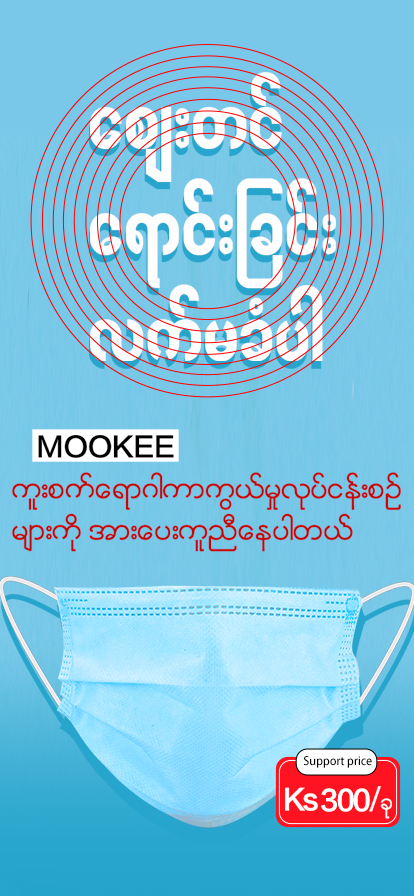 ဈေးတင်
ရောင်းခြင်း
လက်မခံပါ
MOOKEE
ကူးစက်ရောဂါကာကွယ်မှုလုပ်ငန်းစဉ်
များကို အားပေးကူညီနေပါတယ်
Support price
Ks300/ခု